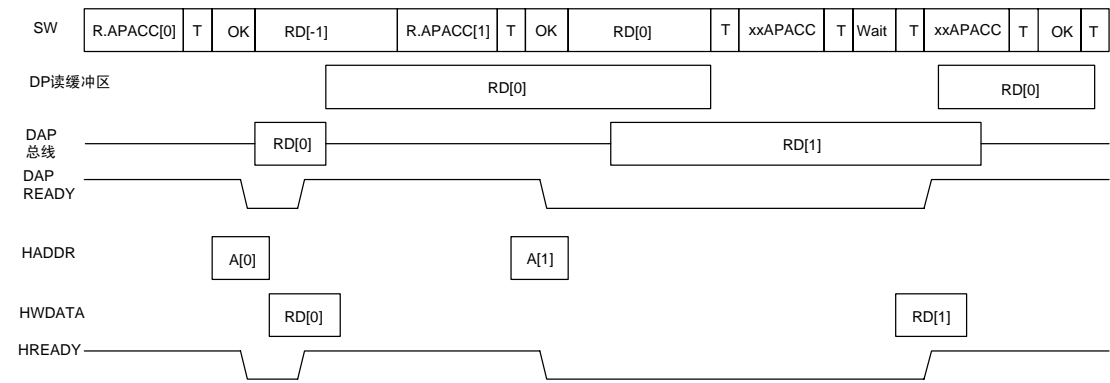 SW R.APACC[0] T OK RD[-1] R.APACC[1] T OK RD[0] T xxAPACC T Wait T xxAPACC T OK T
DP读缓冲区 RD[0] RD[0]
DAP
总线 RD[0] RD[1]
DAP
READY
HADDR A[0] A[1]
HWDATA RD[0] RD[1]
HREADY